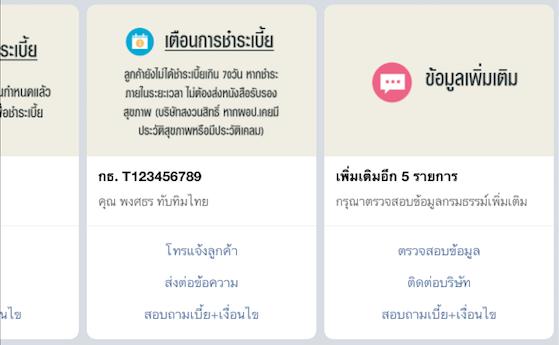 ระเบี้ย
นกำหนดแล้ว
อชำระเบี้ย
นไข
เตือนการชำระเบี้ย
ลูกค้ายังไม่ได้ชำระเบี้ยเกิน 70วัน หากชำระ
ภายในระยะเวลา ไม่ต้องส่งหนังสือรับรอง
สุขภาพ (บริษัทสงวนสิทธิ์ หากพอป.เคยมี
ประวัติสุขภาพหรือมีประวัติเคลม)
กธ. T123456789
คุณ พงศธร ทับทิมไทย
โทรแจ้งลูกค้า
ส่งต่อข้อความ
สอบถามเบี้ย+เงื่อนไข
ข้อมูลเพิ่มเติม
เพิ่มเติมอีก 5 รายการ
กรุณาตรวจสอบข้อมูลกรมธรรม์เพิ่มเติม
ตรวจสอบข้อมูล
ติดต่อบริษัท
สอบถามเบี้ย+เงื่อนไข